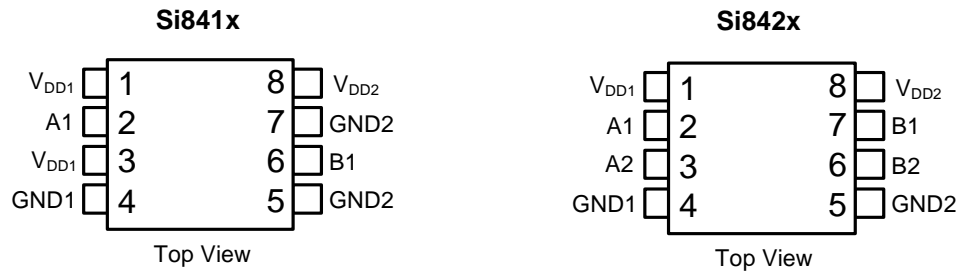 Si841x
VDD1 1 8 VDD2
A1 2 7 GND2
VDD1 3 6 B1
GND1 4 5 GND2
Top View
Si842x
VDD1 1 8 VDD2
A1 2 7 B1
A2 3 6 B2
GND1 4 5 GND2
Top View